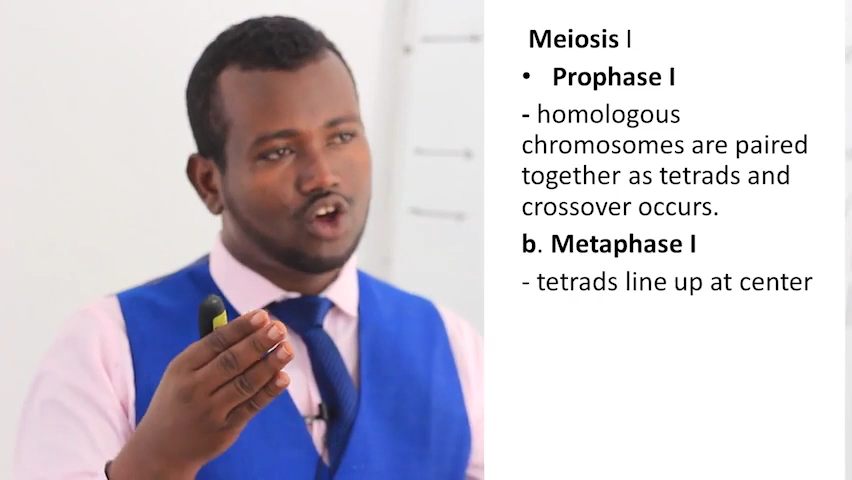 Meiosis I
• Prophase I
- homologous
chromosomes are paired
together as tetrads and
crossover occurs.
b. Metaphase I
- tetrads line up at center